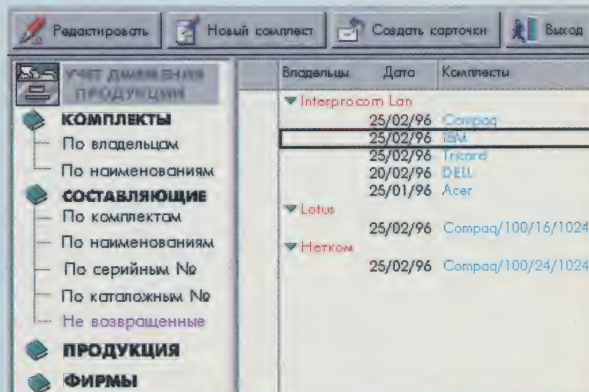 Редактировать Новый комплект Создать карточки Выход
УЧЕТ ДВИЖЕНИЯ
ПРОДУКЦИИ
КОМПЛЕКТЫ
По владельцам
По наименованиям
СОСТАВЛЯЮЩИЕ
По комплектам
По наименованиям
По серийным №
По каталожным №
Не возвращенные
ПРОДУКЦИЯ
ФИРМЫ
Владельцы Дата Комплекты
Interprocom Lan
25/02/96 Compaq
25/02/96 IBM
25/02/96 Tricord
20/02/96 DELL
25/01/96 Acer
Lotus
25/02/96 Compaq/100/16/1024
Нетком
25/02/96 Compaq/100/24/1024